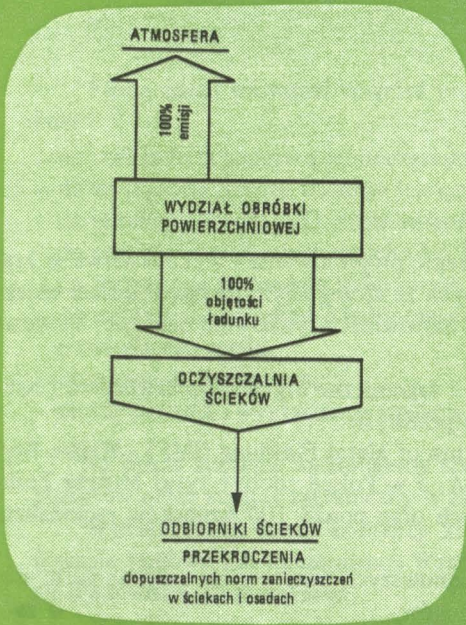 ATMOSFERA
100%
emisji
WYDZIAŁ OBRÓBKI
POWIERZCHNIOWEJ
100%
objętości
ładunku
OCZYSZCZALNIA
ŚCIEKÓW
ODBIORNIKI ŚCIEKÓW
PRZEKROCZENIA
dopuszczalnych norm zanieczyszczeń
w ściekach i osadach